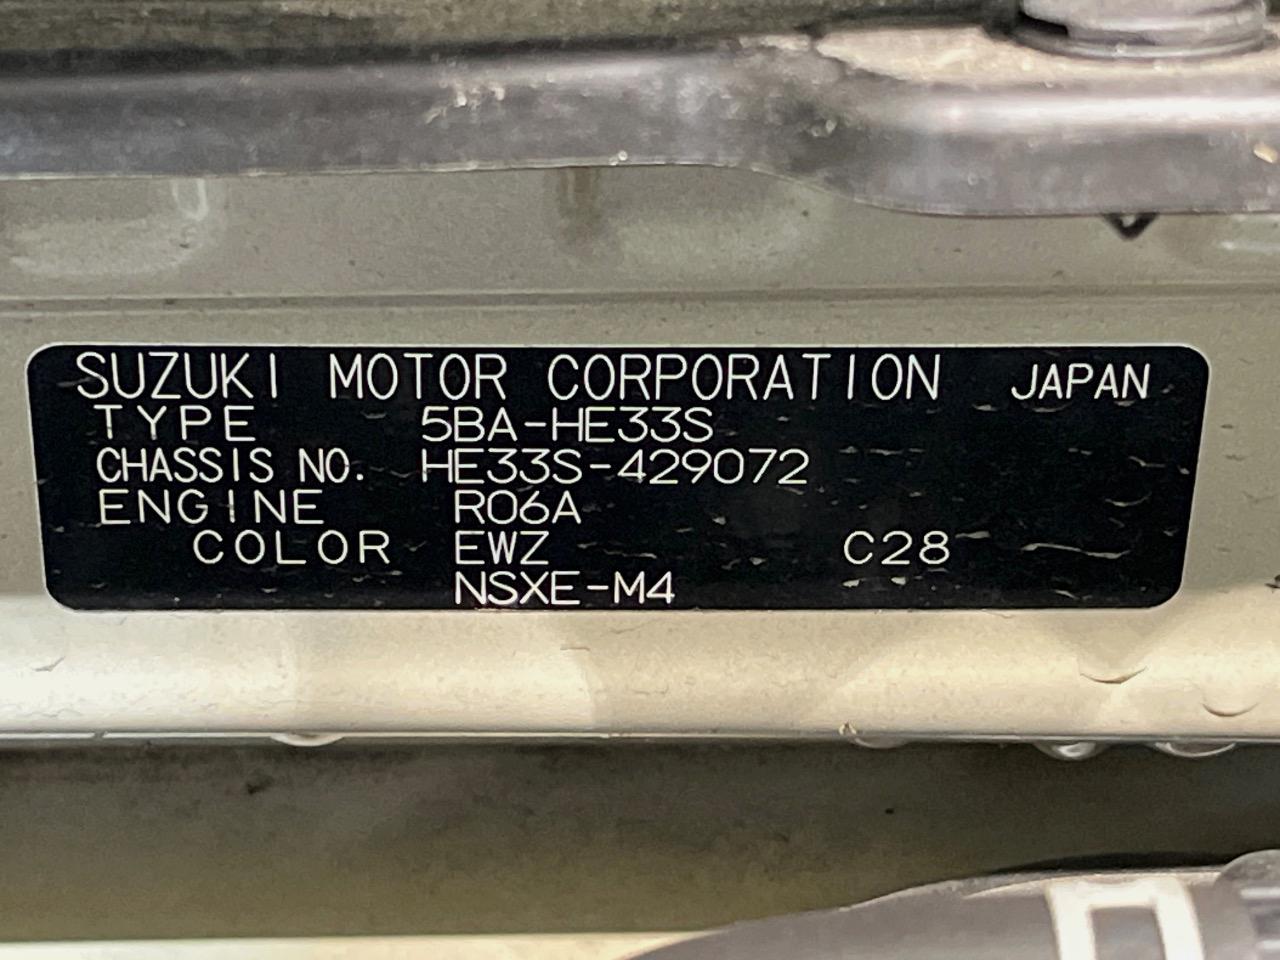 SUZUKI MOTOR CORPORATION JAPAN
TYPE 5BA-HE33S
CHASSIS NO. HE33S-429072
ENGINE R06A
COLOR EWZ C28
NSXE-M4